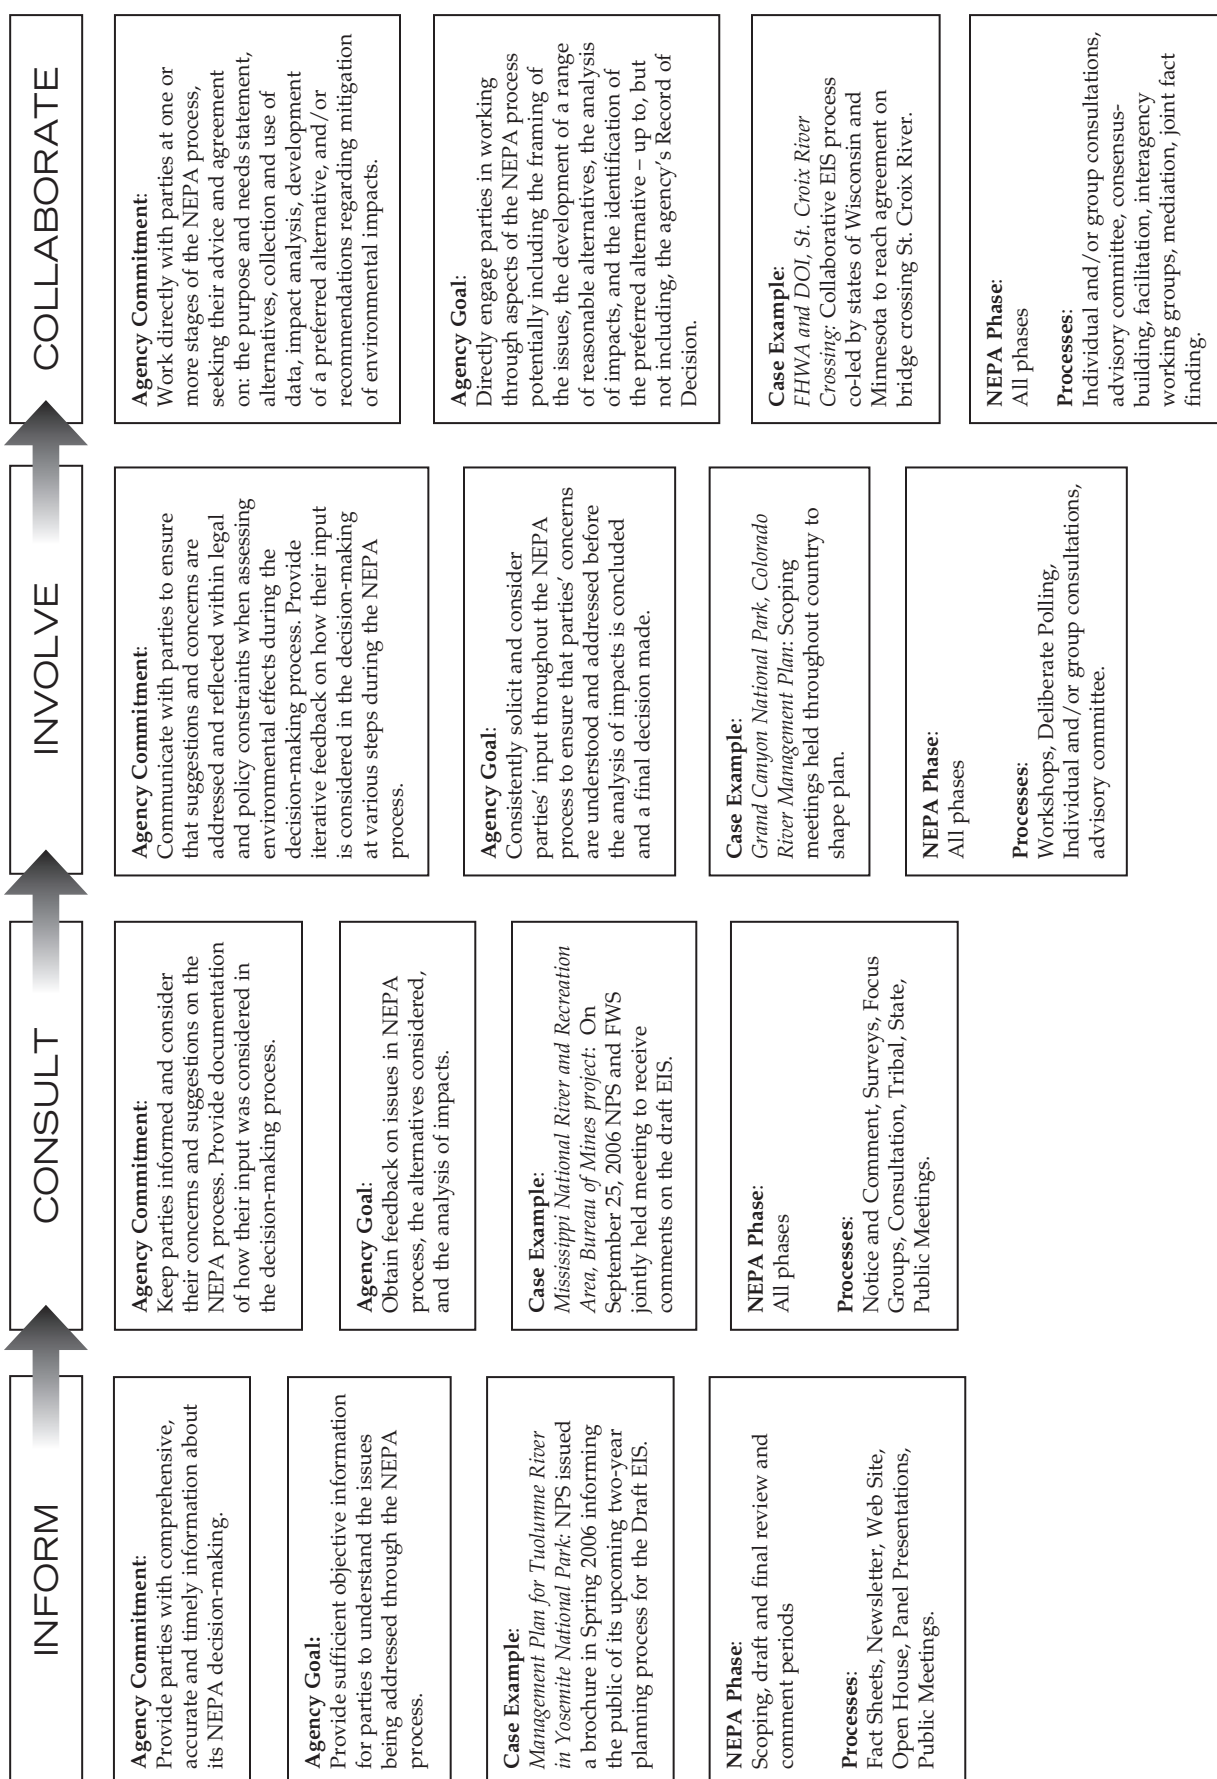 INFORM
Agency Commitment:
Provide parties with comprehensive,
accurate and timely information about
its NEPA decision-making.
Agency Goal:
Provide sufficient objective information
for parties to understand the issues
being addressed through the NEPA
process.
Case Example:
Management Plan for Tuolumne River
in Yosemite National Park: NPS issued
a brochure in Spring 2006 informing
the public of its upcoming two-year
planning process for the Draft EIS.
NEPA Phase:
Scoping, draft and final review and
comment periods
Processes:
Fact Sheets, Newsletter, Web Site,
Open House, Panel Presentations,
Public Meetings.
CONSULT
Agency Commitment:
Keep parties informed and consider
their concerns and suggestions on the
NEPA process. Provide documentation
of how their input was considered in
the decision-making process.
Agency Goal:
Obtain feedback on issues in NEPA
process, the alternatives considered,
and the analysis of impacts.
Case Example:
Mississippi National River and Recreation
Area, Bureau of Mines project: On
September 25, 2006 NPS and FWS
jointly held meeting to receive
comments on the draft EIS.
NEPA Phase:
All phases
Processes:
Notice and Comment, Surveys, Focus
Groups, Consultation, Tribal, State,
Public Meetings.
INVOLVE
Agency Commitment:
Communicate with parties to ensure
that suggestions and concerns are
addressed and reflected within legal
and policy constraints when assessing
environmental effects during the
decision-making process. Provide
iterative feedback on how their input
is considered in the decision-making
at various steps during the NEPA
process.
Agency Goal:
Consistently solicit and consider
parties' input throughout the NEPA
process to ensure that parties' concerns
are understood and addressed before
the analysis of impacts is concluded
and a final decision made.
Case Example:
Grand Canyon National Park, Colorado
River Management Plan: Scoping
meetings held throughout country to
shape plan.
NEPA Phase:
All phases
Processes:
Workshops, Deliberate Polling,
Individual and/or group consultations,
advisory committee.
COLLABORATE
Agency Commitment:
Work directly with parties at one or
more stages of the NEPA process,
seeking their advice and agreement
on: the purpose and needs statement,
alternatives, collection and use of
data, impact analysis, development
of a preferred alternative, and/or
recommendations regarding mitigation
of environmental impacts.
Agency Goal:
Directly engage parties in working
through aspects of the NEPA process
potentially including the framing of
the issues, the development of a range
of reasonable alternatives, the analysis
of impacts, and the identification of
the preferred alternative – up to, but
not including, the agency's Record of
Decision.
Case Example:
FHWA and DOI, St. Croix River
Crossing: Collaborative EIS process
co-led by states of Wisconsin and
Minnesota to reach agreement on
bridge crossing St. Croix River.
NEPA Phase:
All phases
Processes:
Individual and/or group consultations,
advisory committee, consensus-
building, facilitation, interagency
working groups, mediation, joint fact
finding.